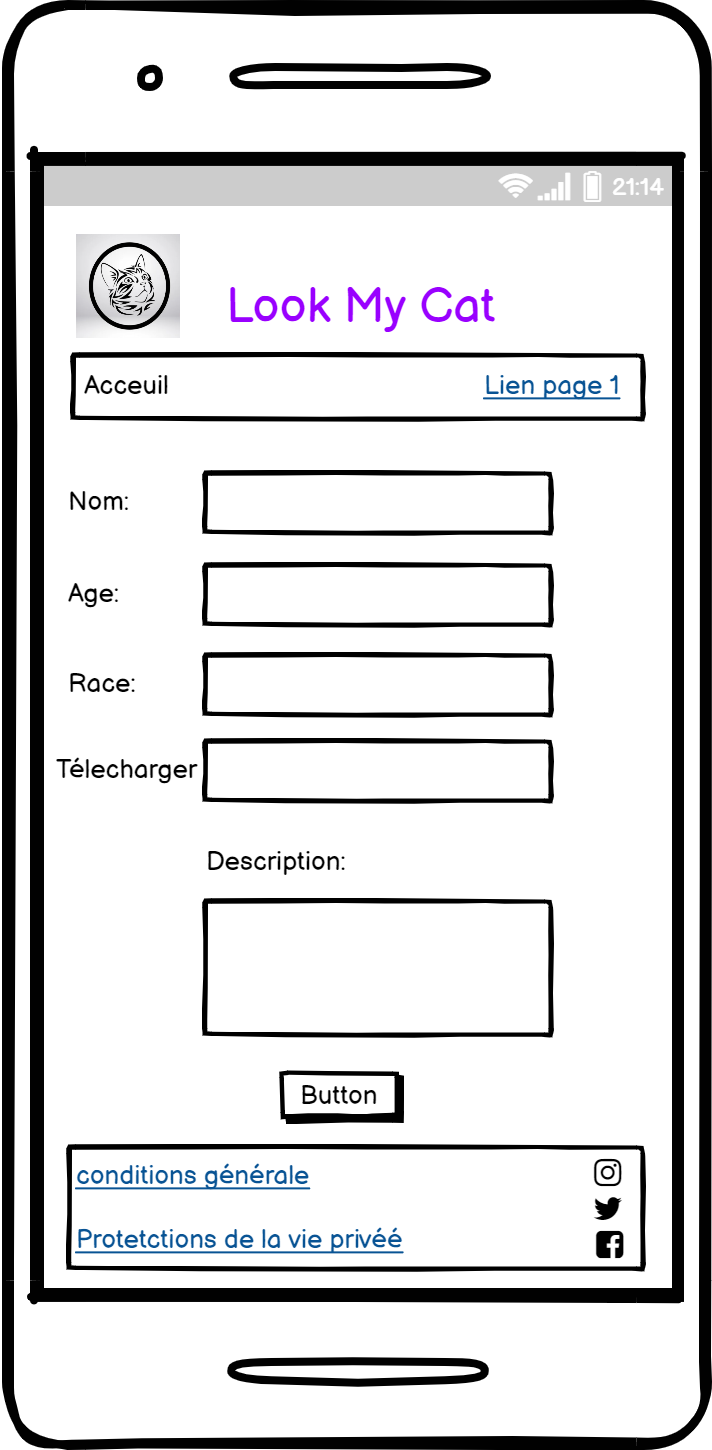 21:14
Look My Cat
Acceuil Lien page 1
Nom:
Age:
Race:
Télecharger
Description:
Button
conditions générale
Protetctions de la vie privéé